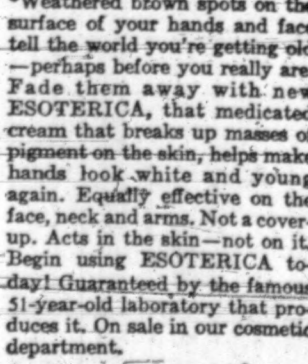 Weathered brown spots on the
surface of your hands and face
tell the world you're getting old
—perhaps before you really are.
Fade them away with new
ESOTERICA, that medicated
cream that breaks up masses of
pigment on the skin, helps make
hands look white and young
again. Equally effective on the
face, neck and arms. Not a cover-
up. Acts in the skin—not on it.
Begin using ESOTERICA to-
day! Guaranteed by the famous
51-year-old laboratory that pro-
duces it. On sale in our cosmetic
department.